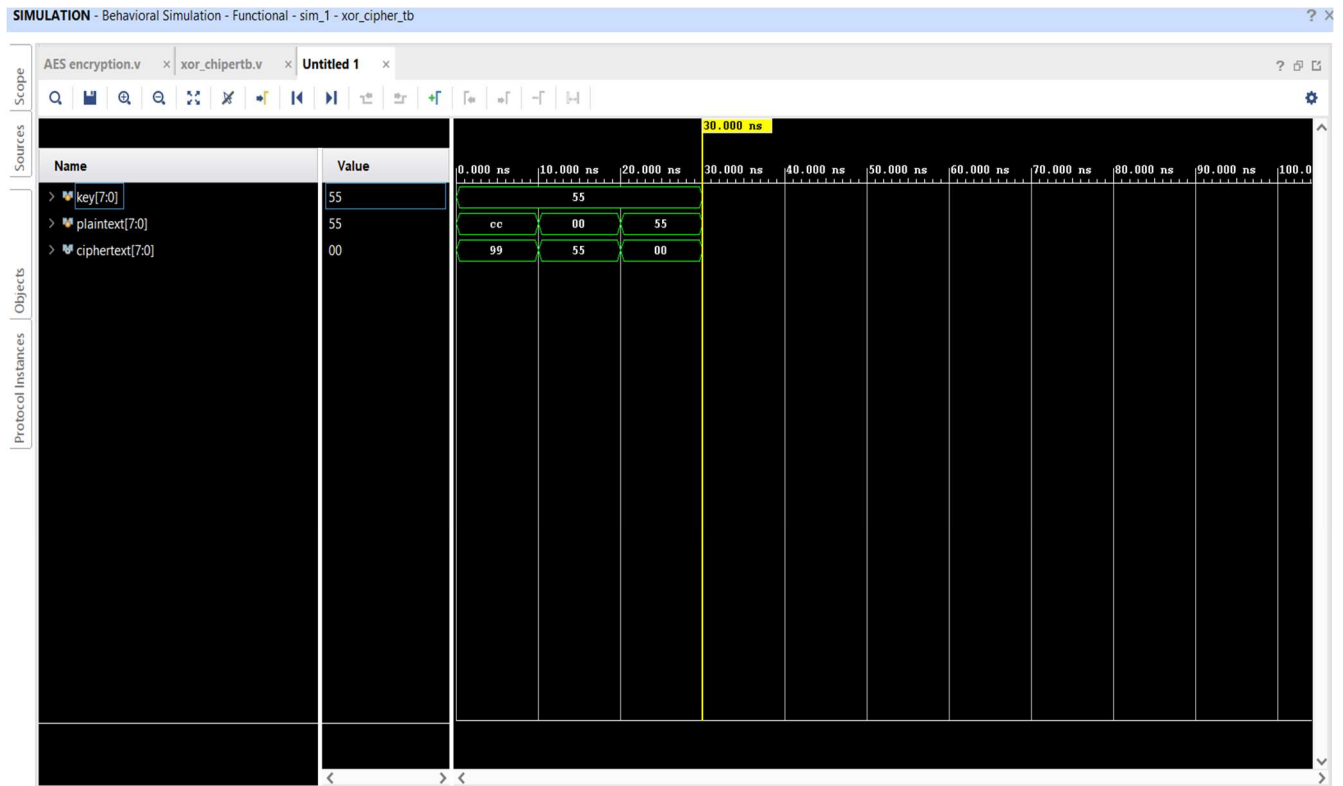 SIMULATION - Behavioral Simulation - Functional - sim_1 - xor_cipher_tb
? ×
Scope
Sources
Objects
Protocol Instances
AES encryption.v × xor_chipertb.v × Untitled 1 ×
?
30.000 ns
Name Value
0.000 ns 10.000 ns 20.000 ns 30.000 ns 40.000 ns 50.000 ns 60.000 ns 70.000 ns 80.000 ns 90.000 ns 100.0
key[7:0] 55 55
plaintext[7:0] 55 cc 00 55
ciphertext[7:0] 00 99 55 00